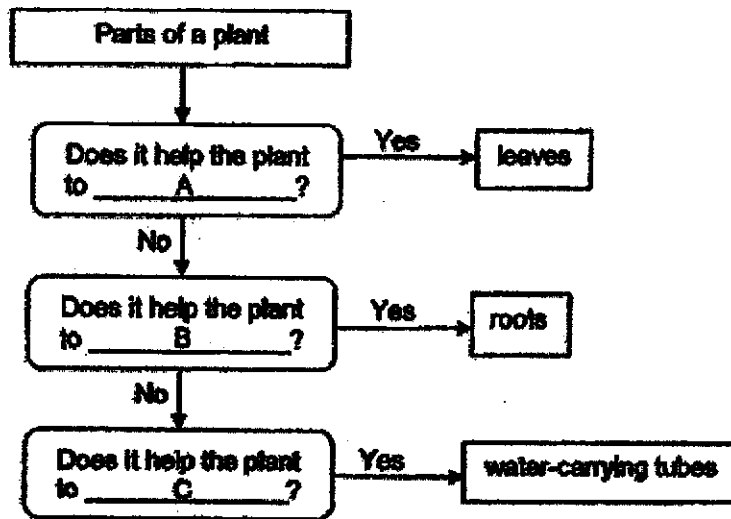 Parts of a plant
Does it help the plant
to A ?
Yes
leaves
No
Does it help the plant
to B ?
Yes
roots
No
Does it help the plant
to C ?
Yes
water-carrying tubes